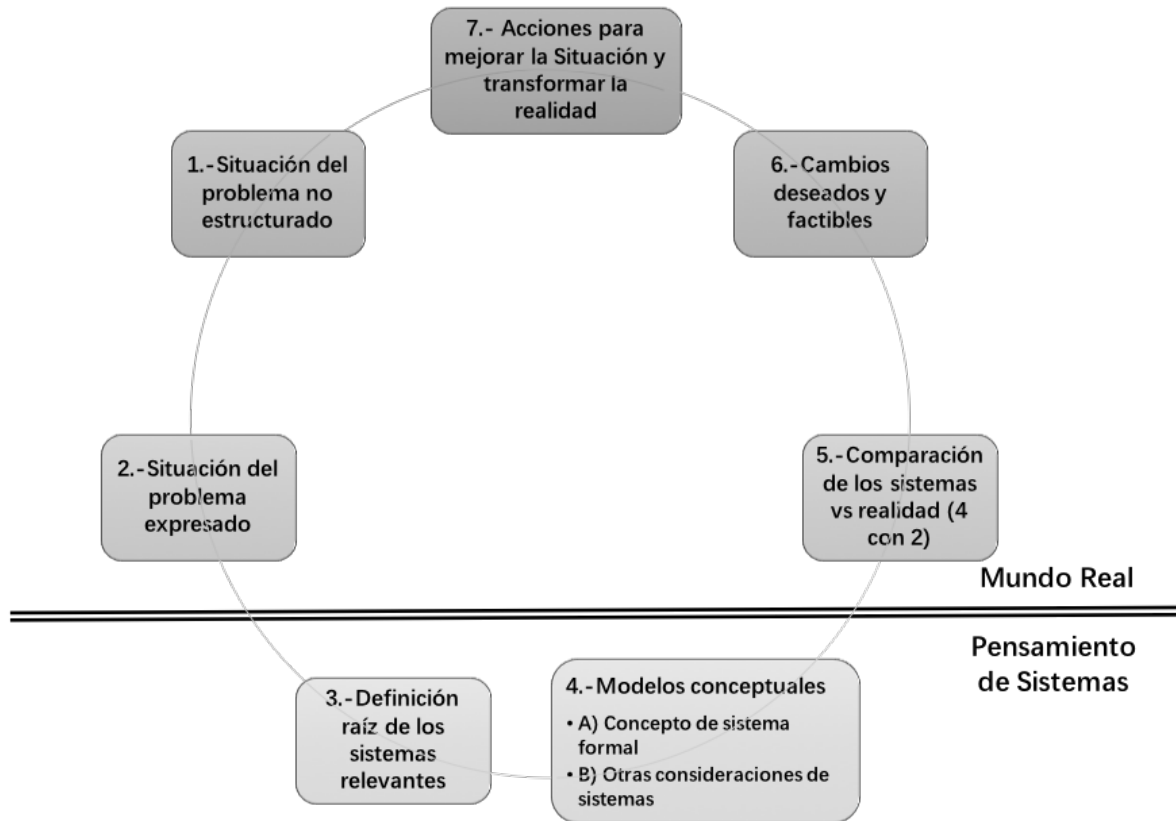 7.- Acciones para
mejorar la Situación y
transformar la
realidad
1.-Situación del
problema no
estructurado
6.-Cambios
deseados y
factibles
2.-Situación del
problema
expresado
5.-Comparación
de los sistemas
vs realidad (4
con 2)
Mundo Real
Pensamiento
de Sistemas
3.-Definición
raíz de los
sistemas
relevantes
4.-Modelos conceptuales
• A) Concepto de sistema
formal
• B) Otras consideraciones de
sistemas